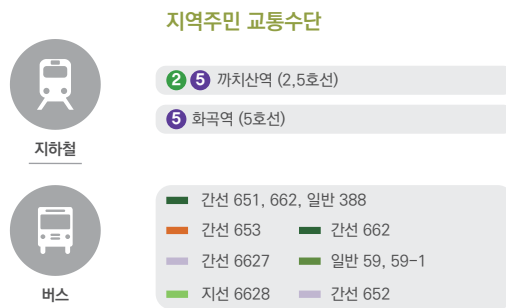 지역주민 교통수단
2 5 까치산역 (2,5호선)
5 화곡역 (5호선)
지하철
간선 651, 662, 일반 388
간선 653 간선 662
간선 6627 일반 59, 59-1
지선 6628 간선 652
버스